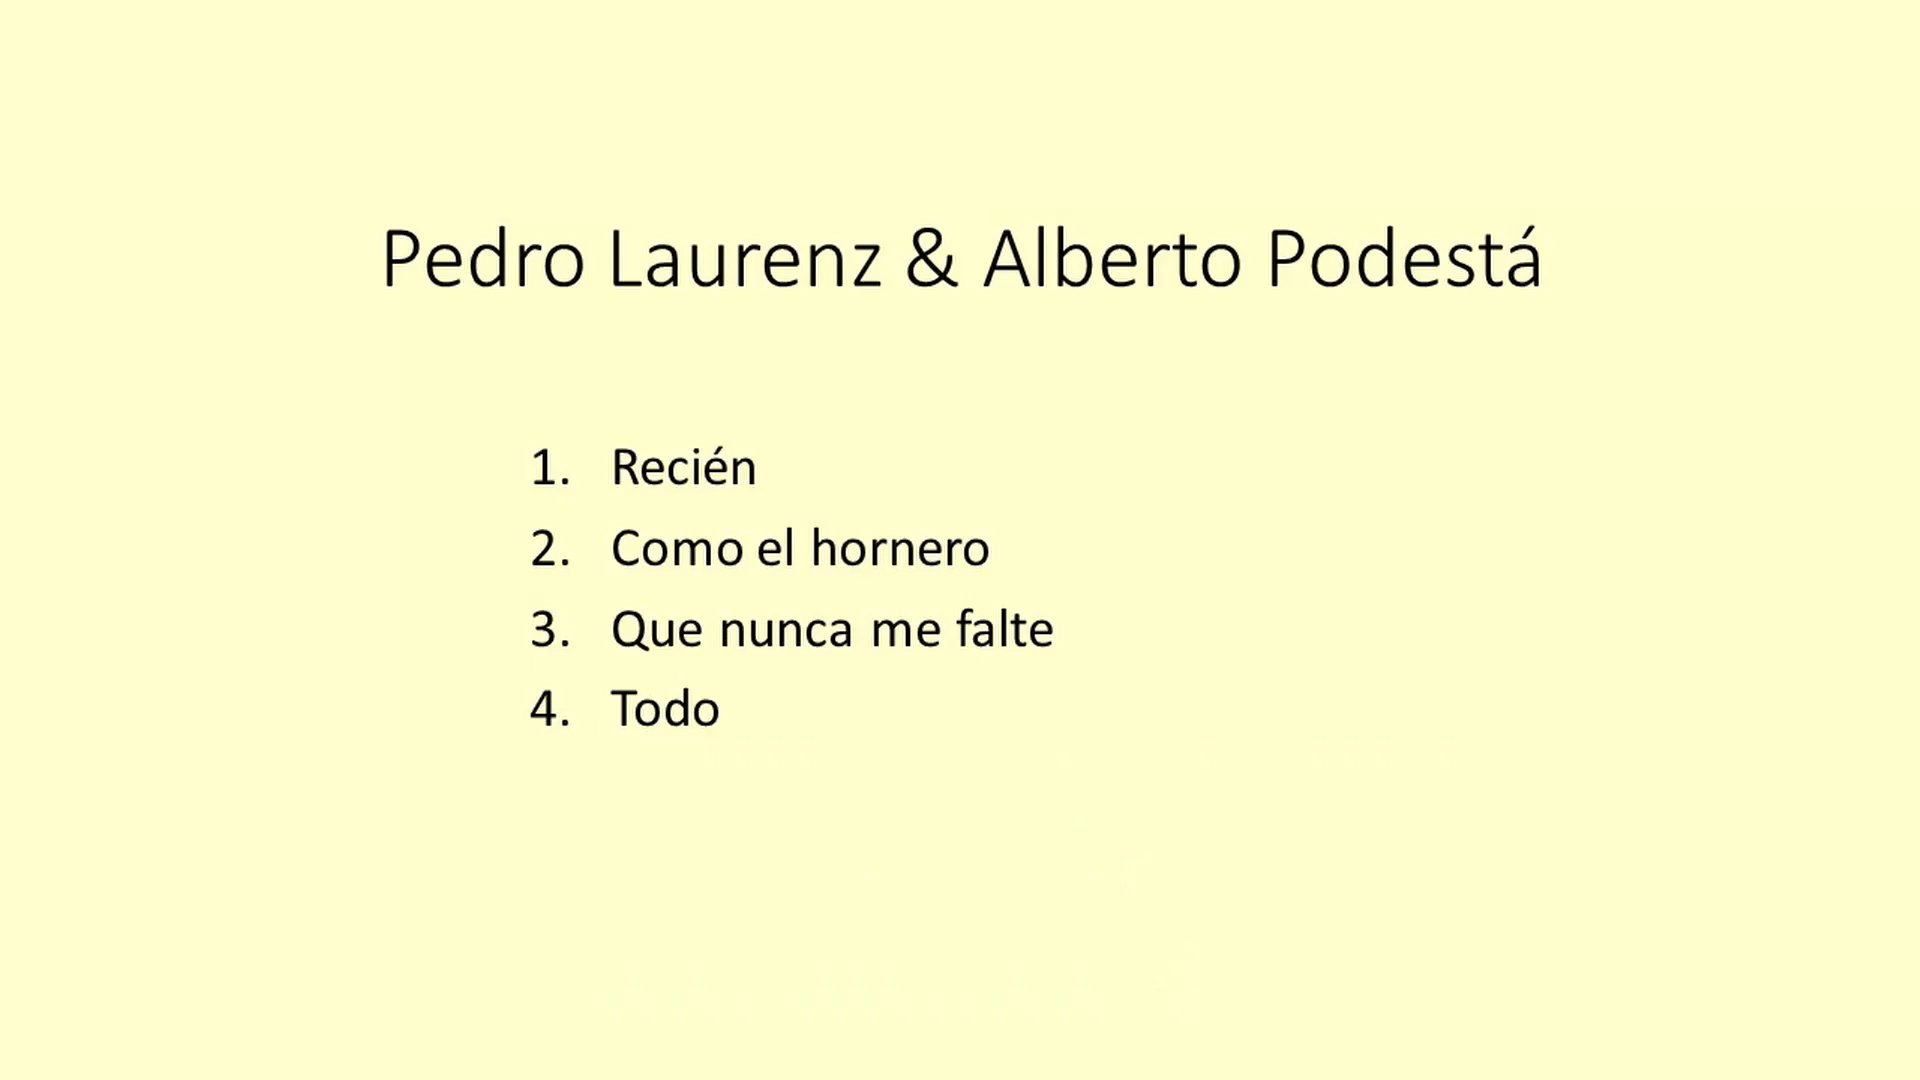 Pedro Laurenz & Alberto Podestá
1. Recién
2. Como el hornero
3. Que nunca me falte
4. Todo